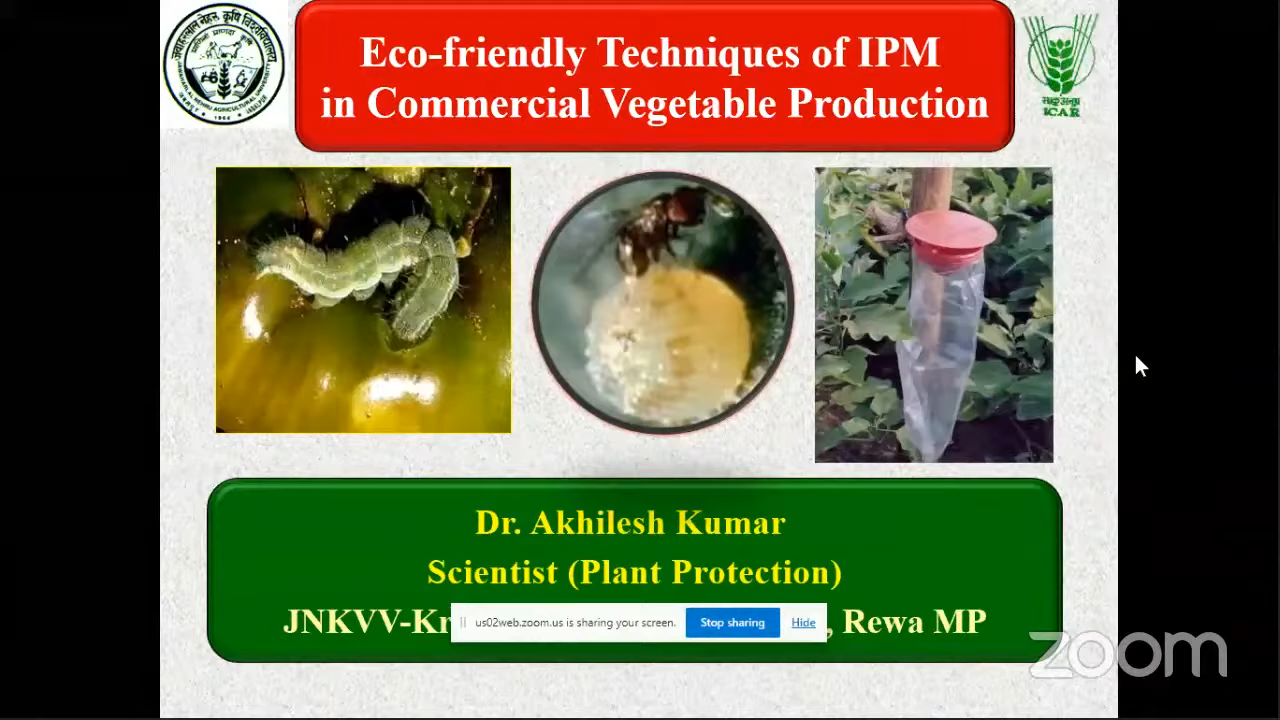 Eco-friendly Techniques of IPM
in Commercial Vegetable Production
ICAR
Dr. Akhilesh Kumar
Scientist (Plant Protection)
JNKVV-Kr
, Rewa MP
us02web.zoom.us is sharing your screen.
Stop sharing
Hide
zoom